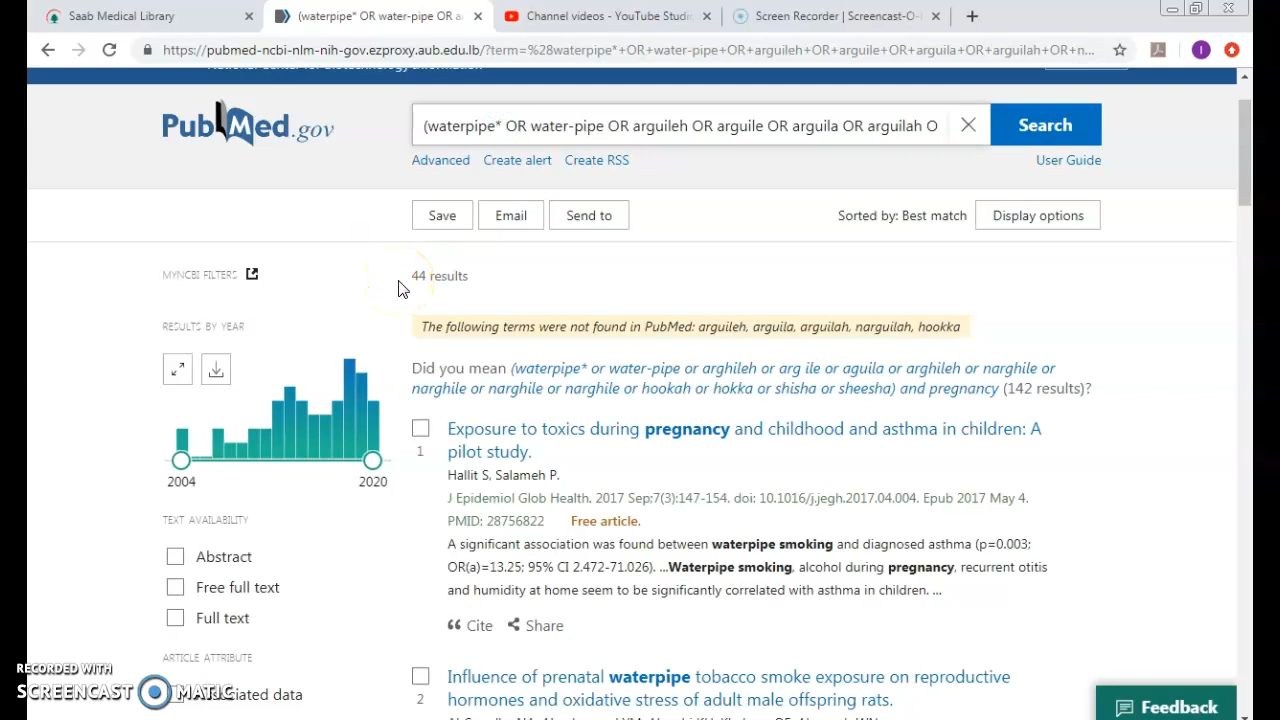 Saab Medical Library
(waterpipe* OR water-pipe OR a
Channel videos - YouTube Studi
Screen Recorder | Screencast-O-
https://pubmed-ncbi-nlm-nih-gov.ezproxy.aub.edu.lb/?term=%28waterpipe*+OR+water-pipe+OR+arguileh+OR+arguile+OR+arguila+OR+arguilah+OR+n...
I
National Center for Biotechnology Information
PubMed.gov
(waterpipe* OR water-pipe OR arguileh OR arguile OR arguila OR arguilah O
Search
Advanced Create alert Create RSS
User Guide
Save Email Send to
Sorted by: Best match Display options
MYNCBI FILTERS
44 results
RESULTS BY YEAR
The following terms were not found in PubMed: arguileh, arguila, arguilah, narguilah, hookka
Did you mean (waterpipe* or water-pipe or arghileh or arg ile or aguila or arghileh or narghile or
narghile or narghile or narghile or hookah or hokka or shisha or sheesha) and pregnancy (142 results)?
2004 2020
1
Exposure to toxics during pregnancy and childhood and asthma in children: A
pilot study.
Hallit S, Salameh P.
J Epidemiol Glob Health. 2017 Sep;7(3):147-154. doi: 10.1016/j.jegh.2017.04.004. Epub 2017 May 4.
PMID: 28756822 Free article.
A significant association was found between waterpipe smoking and diagnosed asthma (p=0.003;
OR(a)=13.25; 95% CI 2.472-71.026). ...Waterpipe smoking, alcohol during pregnancy, recurrent otitis
and humidity at home seem to be significantly correlated with asthma in children. ...
Cite Share
TEXT AVAILABILITY
Abstract
Free full text
Full text
ARTICLE ATTRIBUTE
data
2
Influence of prenatal waterpipe tobacco smoke exposure on reproductive
hormones and oxidative stress of adult male offspring rats.
RECORDED WITH
SCREENCAST MATIC
Feedback